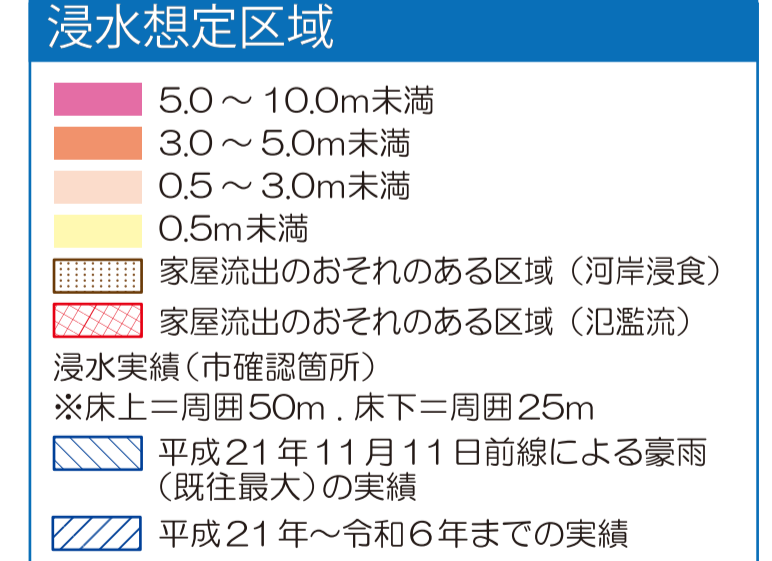 浸水想定区域
5.0～10.0m未満
3.0～5.0m未満
0.5～3.0m未満
0.5m未満
家屋流出のおそれのある区域（河岸浸食）
家屋流出のおそれのある区域（氾濫流）
浸水実績（市確認箇所）
※床上＝周囲50m．床下＝周囲25m
平成21年11月11日前線による豪雨
（既往最大）の実績
平成21年～令和6年までの実績